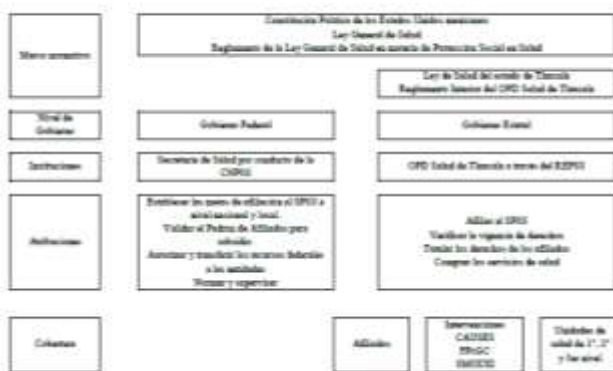 Marco normativo
Constitución Política de los Estados Unidos mexicanos
Ley General de Salud
Reglamento de la Ley General de Salud en materia de Protección Social en Salud
Ley de Salud del estado de Tlaxcala
Reglamento Interior del OPD Salud de Tlaxcala
Nivel de
Gobierno
Gobierno Federal
Gobierno Estatal
Instituciones
Secretaría de Salud por conducto de la
CNPSS
OPD Salud de Tlaxcala a través del REPSS
Atribuciones
Establecer las metas de afiliación al SPSS a
nivel nacional y local.
Validar el Padrón de Afiliados para
subsidio
Autorizar y transferir los recursos federales
a las entidades
Normar y supervisar
Afiliar al SPSS
Verificar la vigencia de derechos
Tutelar los derechos de los afiliados
Comprar los servicios de salud
Cobertura
Afiliados
Intervenciones
CAUSES
FPGC
SMSXXI
Unidades de
salud de 1°, 2°
y 3er nivel